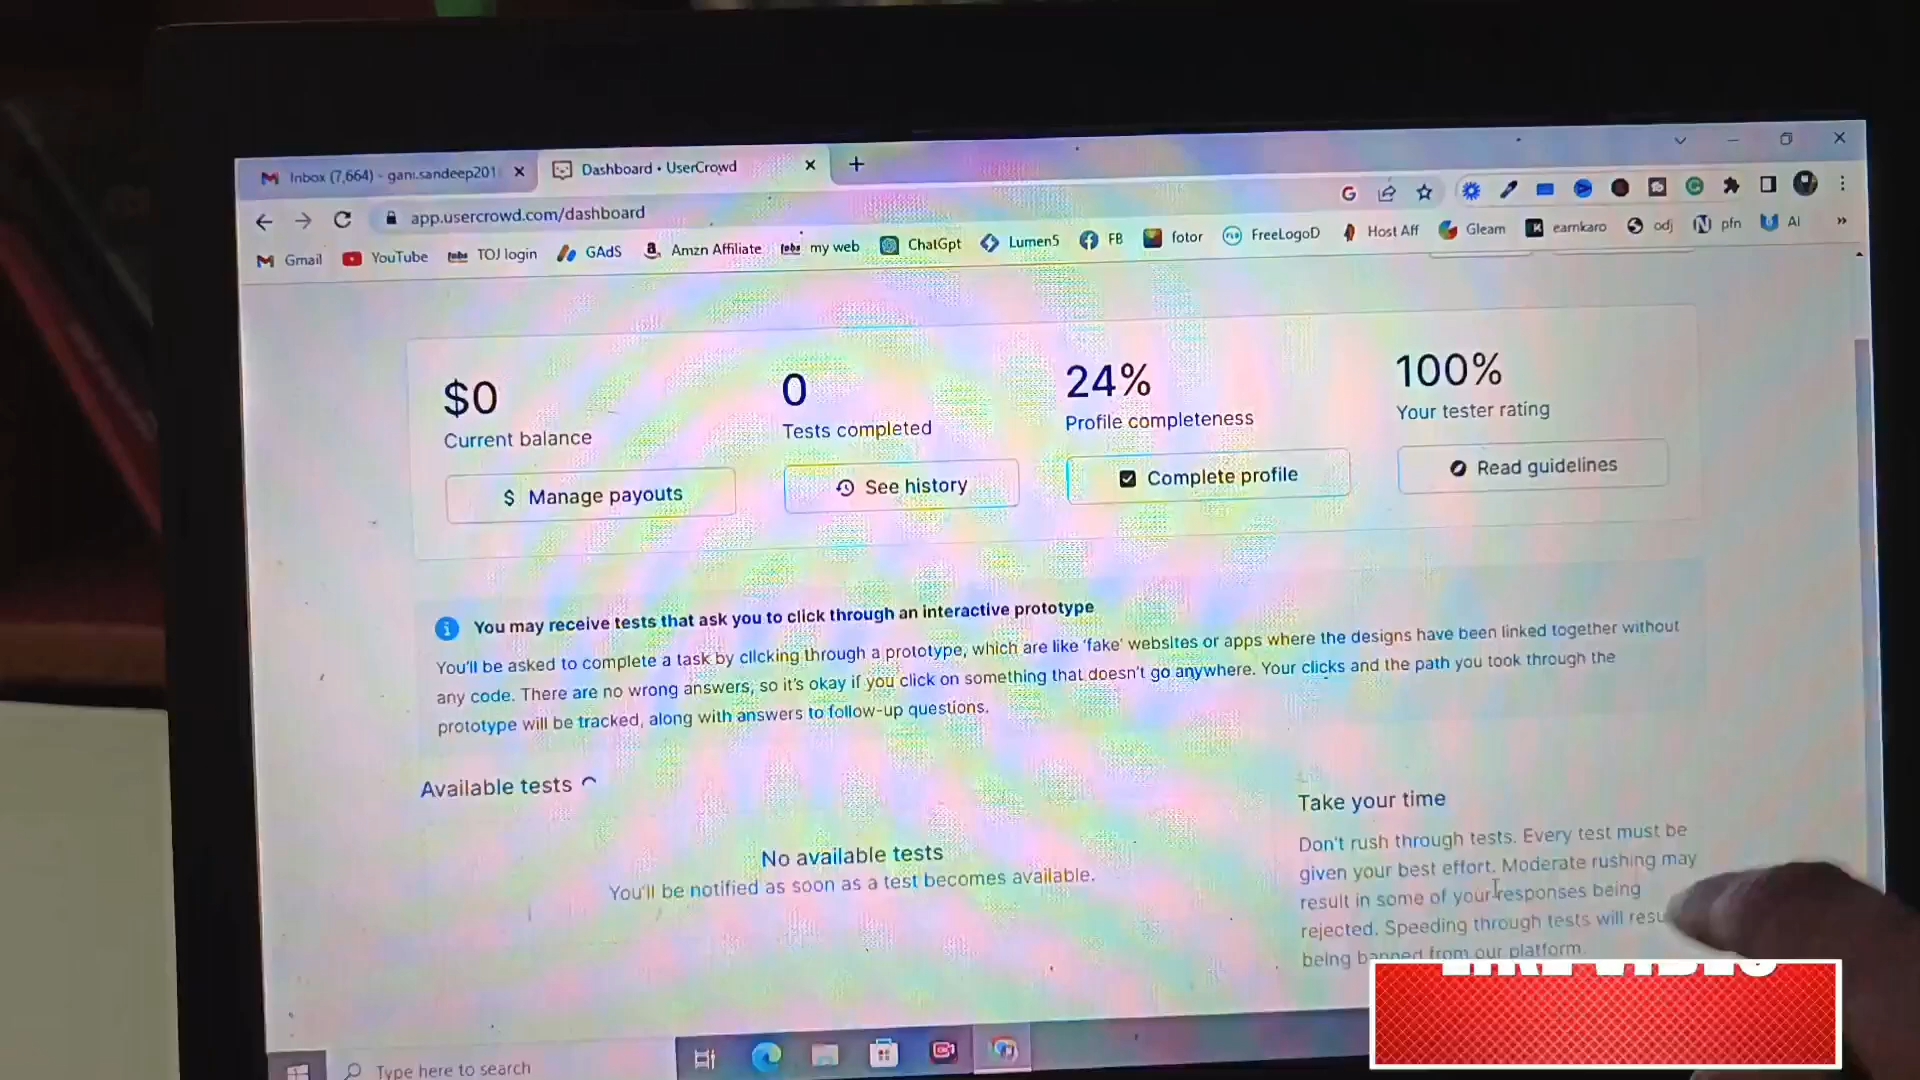 Inbox (7,664) - gani.sandeep201
Dashboard • UserCrowd
app.usercrowd.com/dashboard
Gmail
YouTube
TOJ login
GAdS
Amzn Affiliate
my web
ChatGpt
Lumen5
FB
fotor
FreeLogoD
Host Aff
Gleam
earnkaro
odj
pfn
AI
»
$0
Current balance
$ Manage payouts
0
Tests completed
See history
24%
Profile completeness
Complete profile
100%
Your tester rating
Read guidelines
You may receive tests that ask you to click through an interactive prototype
You'll be asked to complete a task by clicking through a prototype, which are like 'fake' websites or apps where the designs have been linked together without
any code. There are no wrong answers, so it's okay if you click on something that doesn't go anywhere. Your clicks and the path you took through the
prototype will be tracked, along with answers to follow-up questions.
Available tests
No available tests
You'll be notified as soon as a test becomes available.
Take your time
Don't rush through tests. Every test must be
given your best effort. Moderate rushing may
result in some of your responses being
rejected. Speeding through tests will resu
being banned from our platform.
LIKE VIDEO
Type here to search